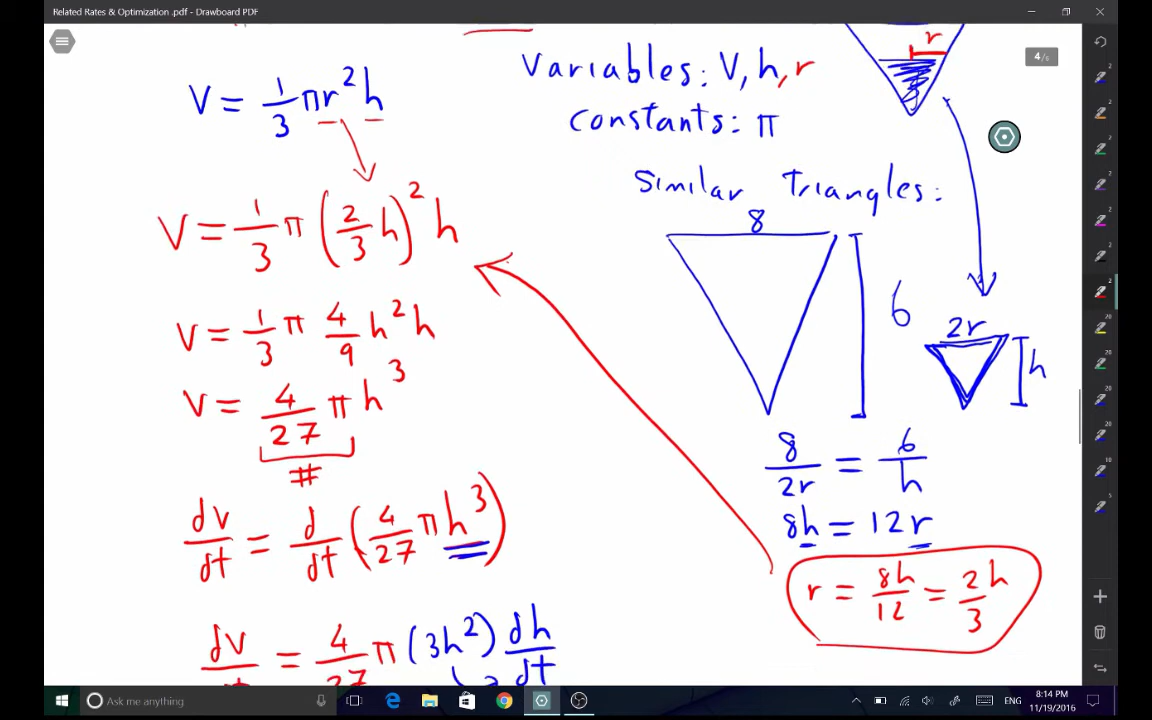 Related Rates & Optimization .pdf - Drawboard PDF
4/6
V = 1/3 πr²h
Variables: V, h, r
constants: π
r
V = 1/3 π (2/3 h)² h
Similar Triangles:
8
6
2r
h
V = 1/3 π 4/9 h²h
V = 4/27 π h³
#
8/2r = 6/h
8h = 12r
r = 8h/12 = 2h/3
dv/dt = d/dt (4/27 π h³)
dv/dt = 4/27 π (3h²) dh/dt
Ask me anything
ENG
8:14 PM
11/19/2016